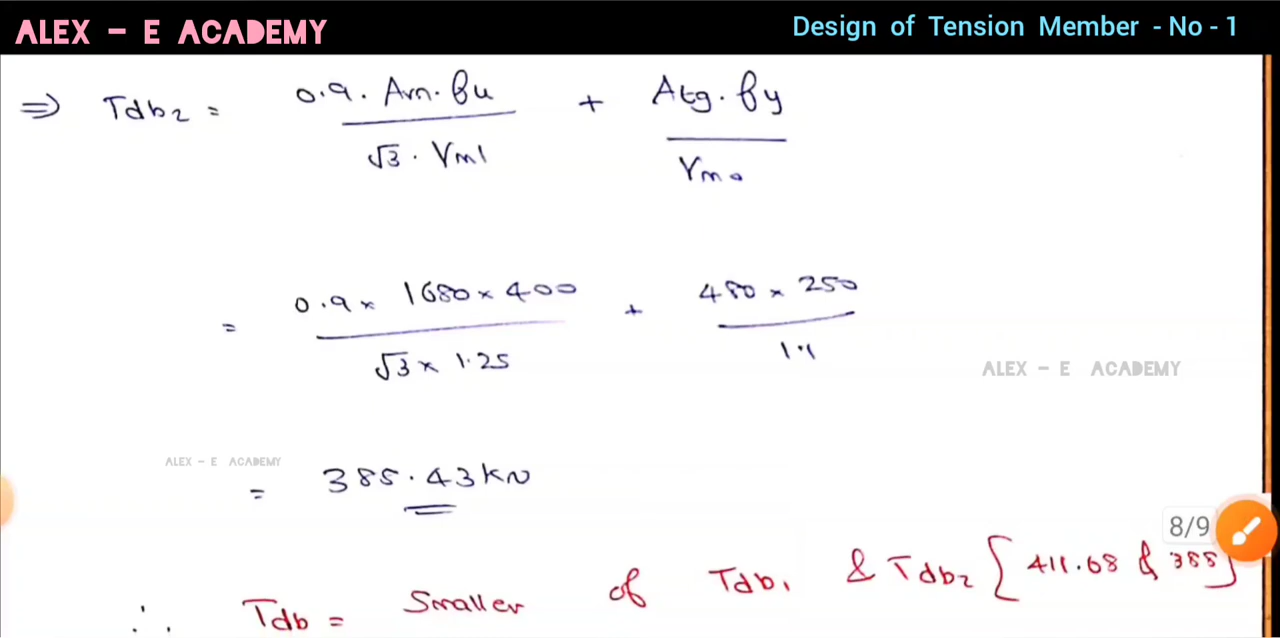 ALEX – E ACADEMY
Design of Tension Member - No - 1
⇒ Tdb2 = 0.9. Avn. fu / √3 . γm1 + Atg. fy / γm0
= 0.9 x 1680 x 400 / √3 x 1.25 + 480 x 250 / 1.1
ALEX – E ACADEMY
ALEX – E ACADEMY
= 385.43 KN
8/9
∴ Tdb = Smaller of Tdb1 & Tdb2 [411.68 & 385]